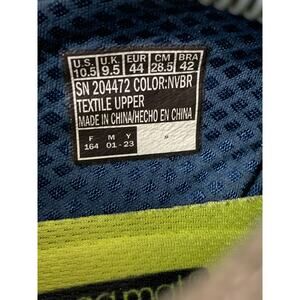 U.S. U.K. EUR CM BRA
10.5 9.5 44 28.5 42
SN 204472 COLOR:NVBR
TEXTILE UPPER
MADE IN CHINA/HECHO EN CHINA
F M Y
164 01 - 23